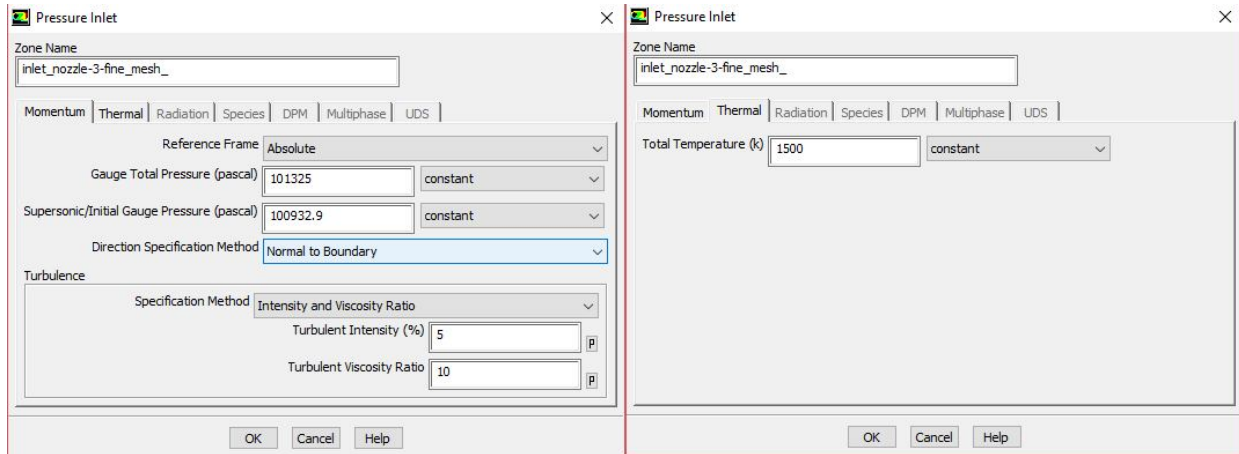 Pressure Inlet
Zone Name
inlet_nozzle-3-fine_mesh_
Momentum Thermal Radiation Species DPM Multiphase UDS
Reference Frame Absolute
Gauge Total Pressure (pascal) 101325 constant
Supersonic/Initial Gauge Pressure (pascal) 100932.9 constant
Direction Specification Method Normal to Boundary
Turbulence
Specification Method Intensity and Viscosity Ratio
Turbulent Intensity (%) 5 P
Turbulent Viscosity Ratio 10 P
OK Cancel Help
Pressure Inlet
Zone Name
inlet_nozzle-3-fine_mesh_
Momentum Thermal Radiation Species DPM Multiphase UDS
Total Temperature (k) 1500 constant
OK Cancel Help